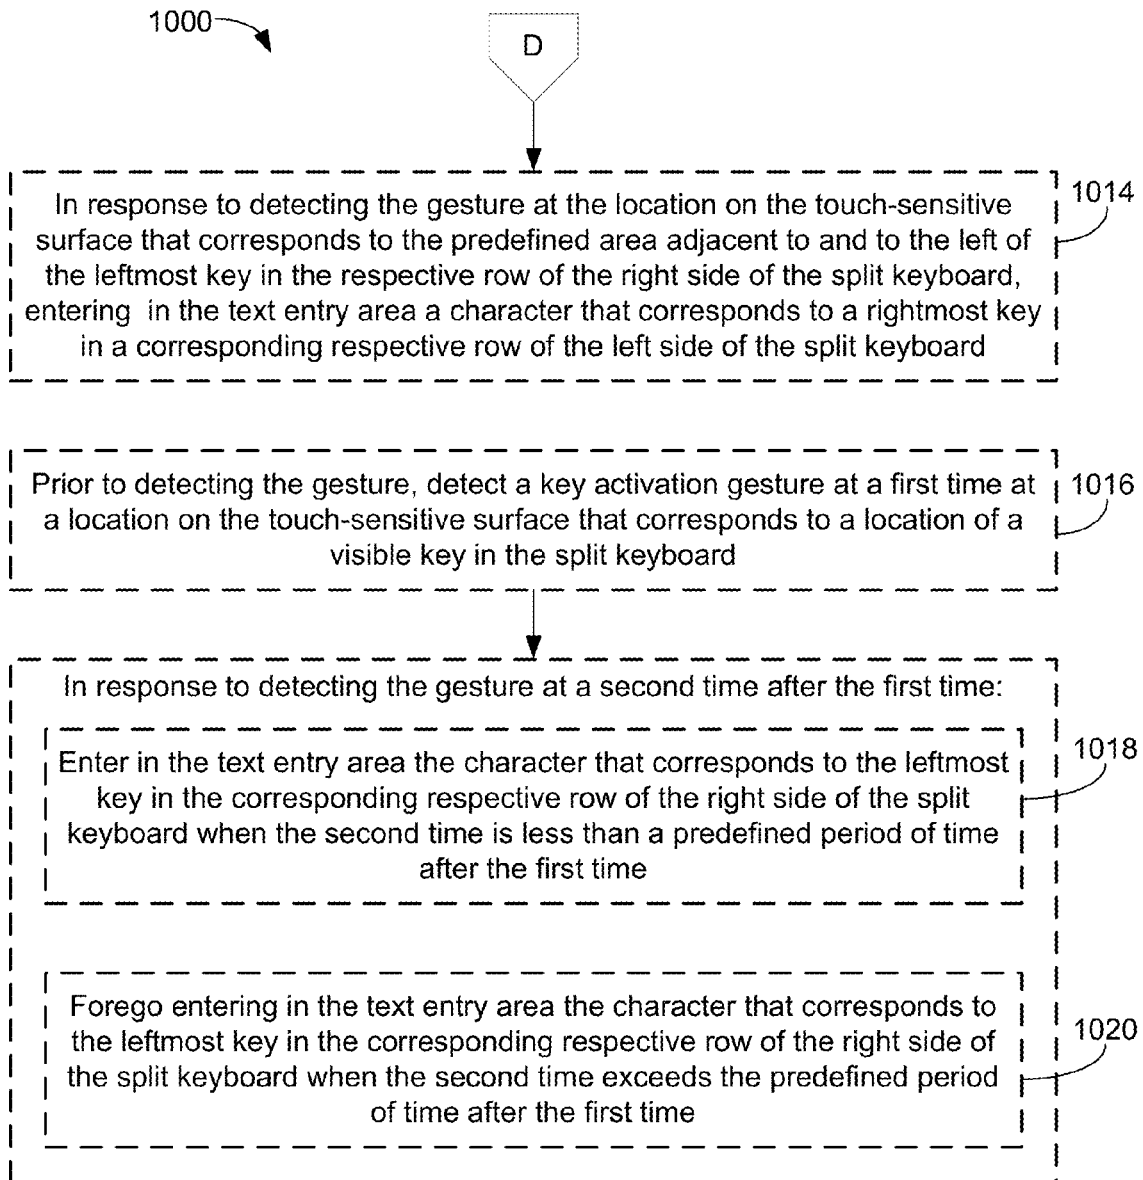 1000
D
In response to detecting the gesture at the location on the touch-sensitive
surface that corresponds to the predefined area adjacent to and to the left of
the leftmost key in the respective row of the right side of the split keyboard,
entering in the text entry area a character that corresponds to a rightmost key
in a corresponding respective row of the left side of the split keyboard
1014
Prior to detecting the gesture, detect a key activation gesture at a first time at
a location on the touch-sensitive surface that corresponds to a location of a
visible key in the split keyboard
1016
In response to detecting the gesture at a second time after the first time:
Enter in the text entry area the character that corresponds to the leftmost
key in the corresponding respective row of the right side of the split
keyboard when the second time is less than a predefined period of time
after the first time
1018
Forego entering in the text entry area the character that corresponds to
the leftmost key in the corresponding respective row of the right side of
the split keyboard when the second time exceeds the predefined period
of time after the first time
1020